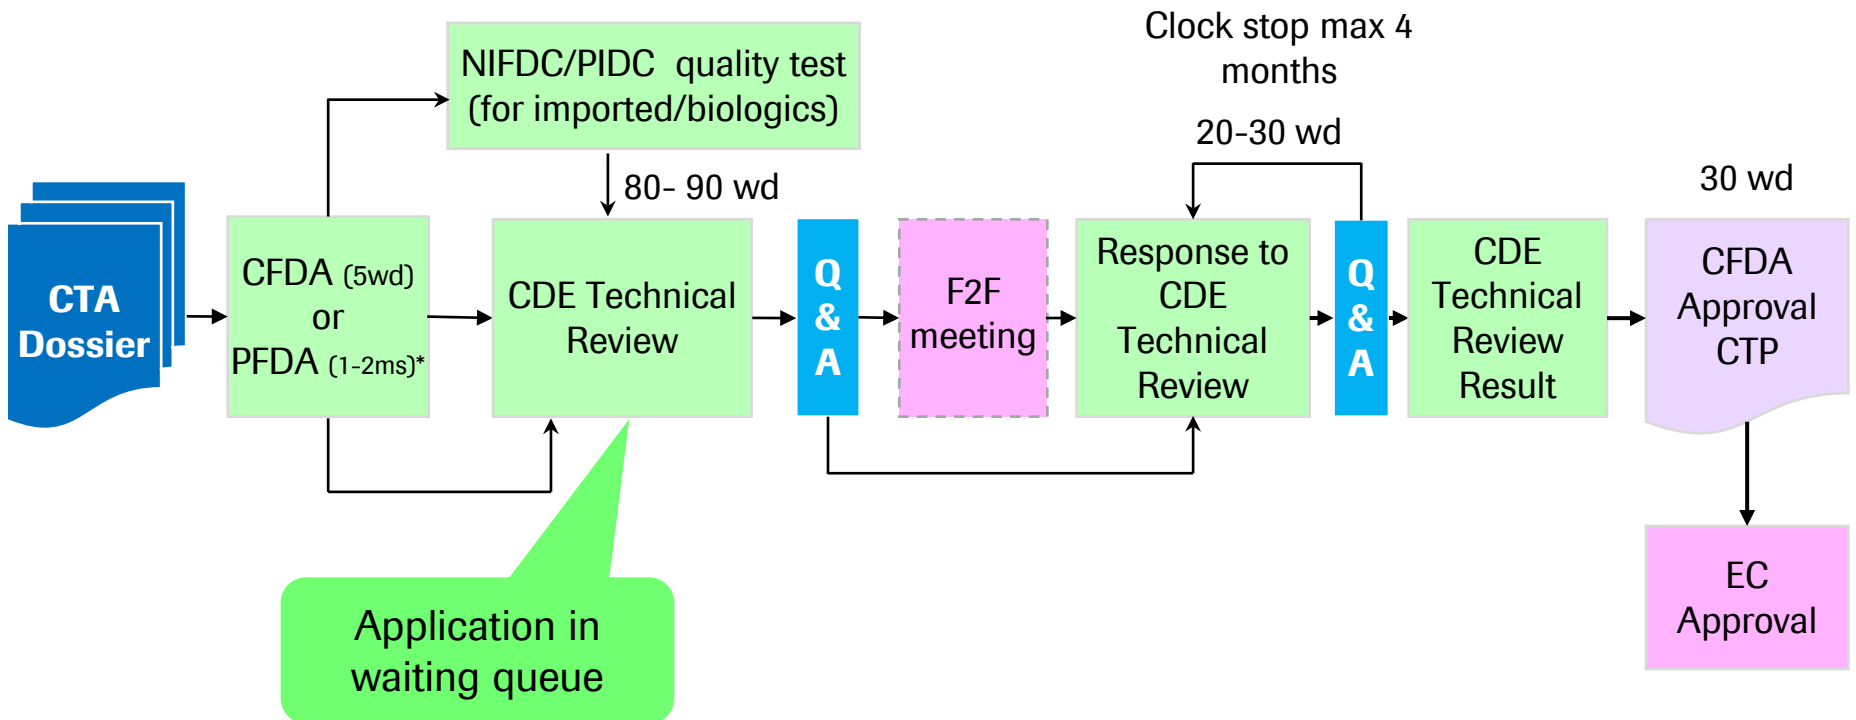 Clock stop max 4
months
NIFDC/PIDC quality test
(for imported/biologics)
20-30 wd
80- 90 wd
30 wd
CTA
Dossier
CFDA (5wd)
or
PFDA (1-2ms)*
CDE Technical
Review
Q
&
A
F2F
meeting
Response to
CDE
Technical
Review
Q
&
A
CDE
Technical
Review
Result
CFDA
Approval
CTP
Application in
waiting queue
EC
Approval